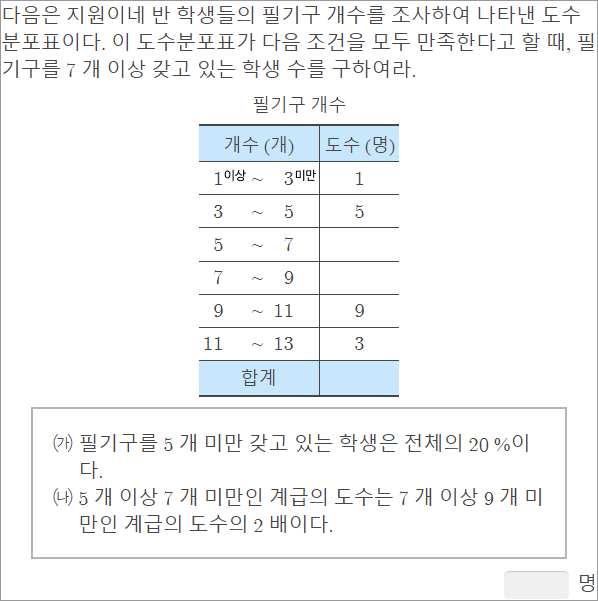 다음은 지원이네 반 학생들의 필기구 개수를 조사하여 나타낸 도수
분포표이다. 이 도수분포표가 다음 조건을 모두 만족한다고 할 때, 필
기구를 7 개 이상 갖고 있는 학생 수를 구하여라.
필기구 개수
개수 (개) 도수 (명)
1이상 ~ 3미만 1
3 ~ 5 5
5 ~ 7
7 ~ 9
9 ~ 11 9
11 ~ 13 3
합계
㈎ 필기구를 5 개 미만 갖고 있는 학생은 전체의 20 %이
다.
㈏ 5 개 이상 7 개 미만인 계급의 도수는 7 개 이상 9 개 미
만인 계급의 도수의 2 배이다.
명